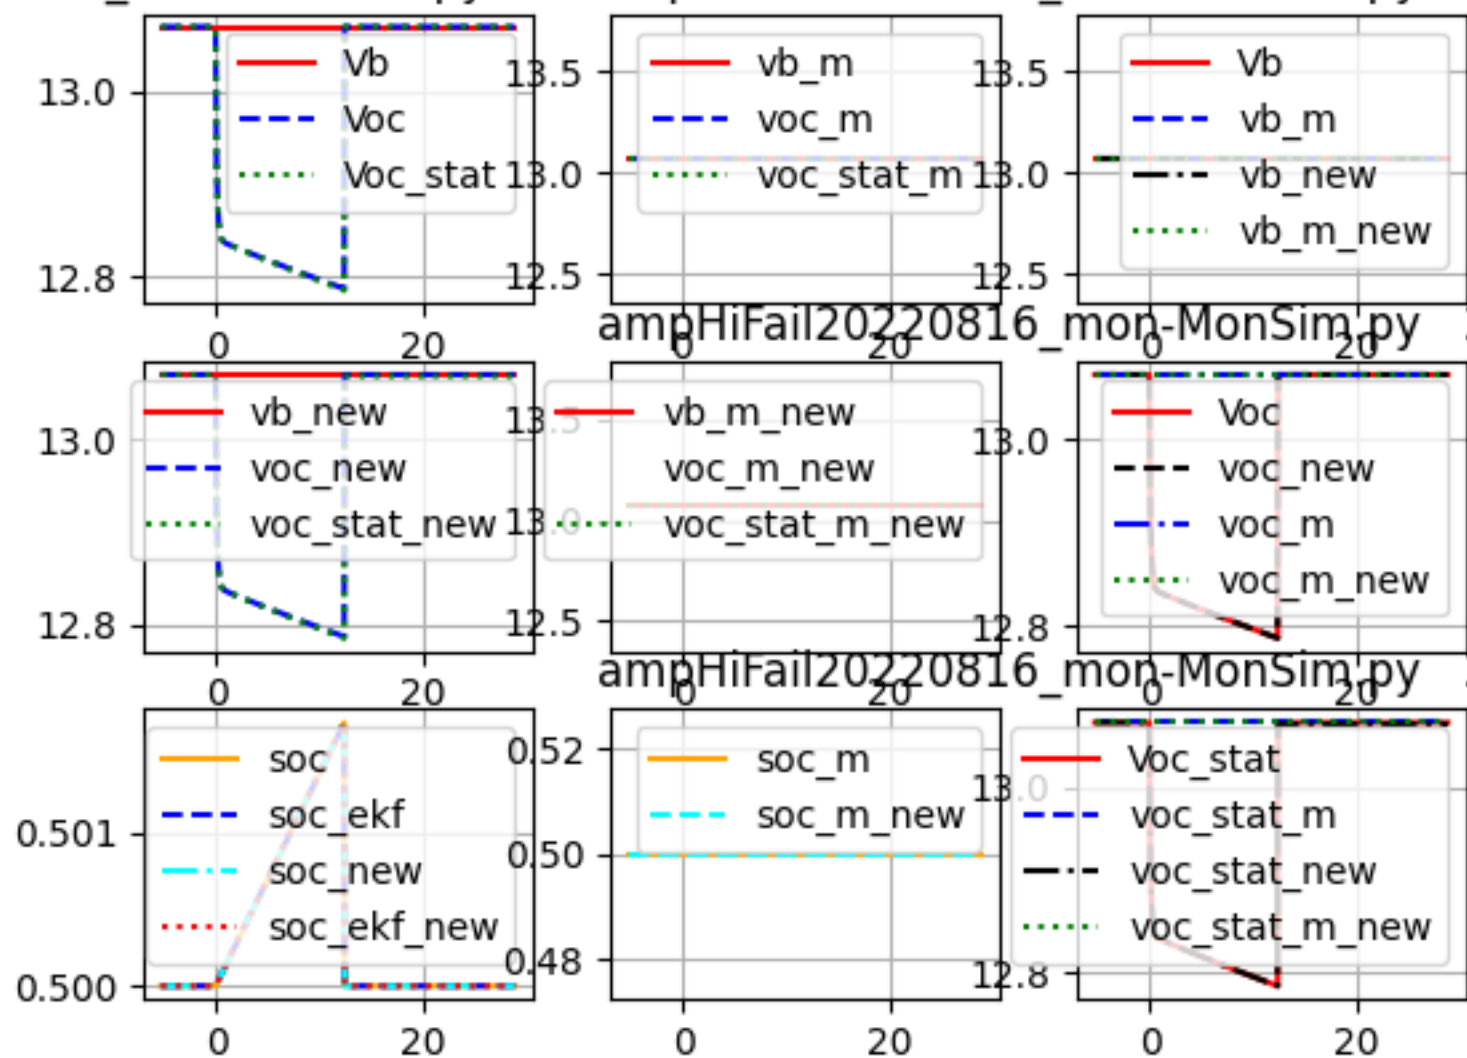 Vb
Voc
Voc_stat
13.0
12.8
0
20
vb_m
voc_m
voc_stat_m
13.5
13.0
12.5
0
20
Vb
vb_m
vb_new
vb_m_new
13.5
13.0
12.5
0
20
ampHiFail20220816_mon-MonSim.py
vb_new
voc_new
voc_stat_new
13.0
12.8
0
20
vb_m_new
voc_m_new
voc_stat_m_new
13.5
13.0
12.5
0
20
Voc
voc_new
voc_m
voc_m_new
13.0
12.8
0
20
ampHiFail20220816_mon-MonSim.py
soc
soc_ekf
soc_new
soc_ekf_new
0.501
0.500
0
20
soc_m
soc_m_new
0.52
0.50
0.48
0
20
Voc_stat
voc_stat_m
voc_stat_new
voc_stat_m_new
13.0
12.8
0
20